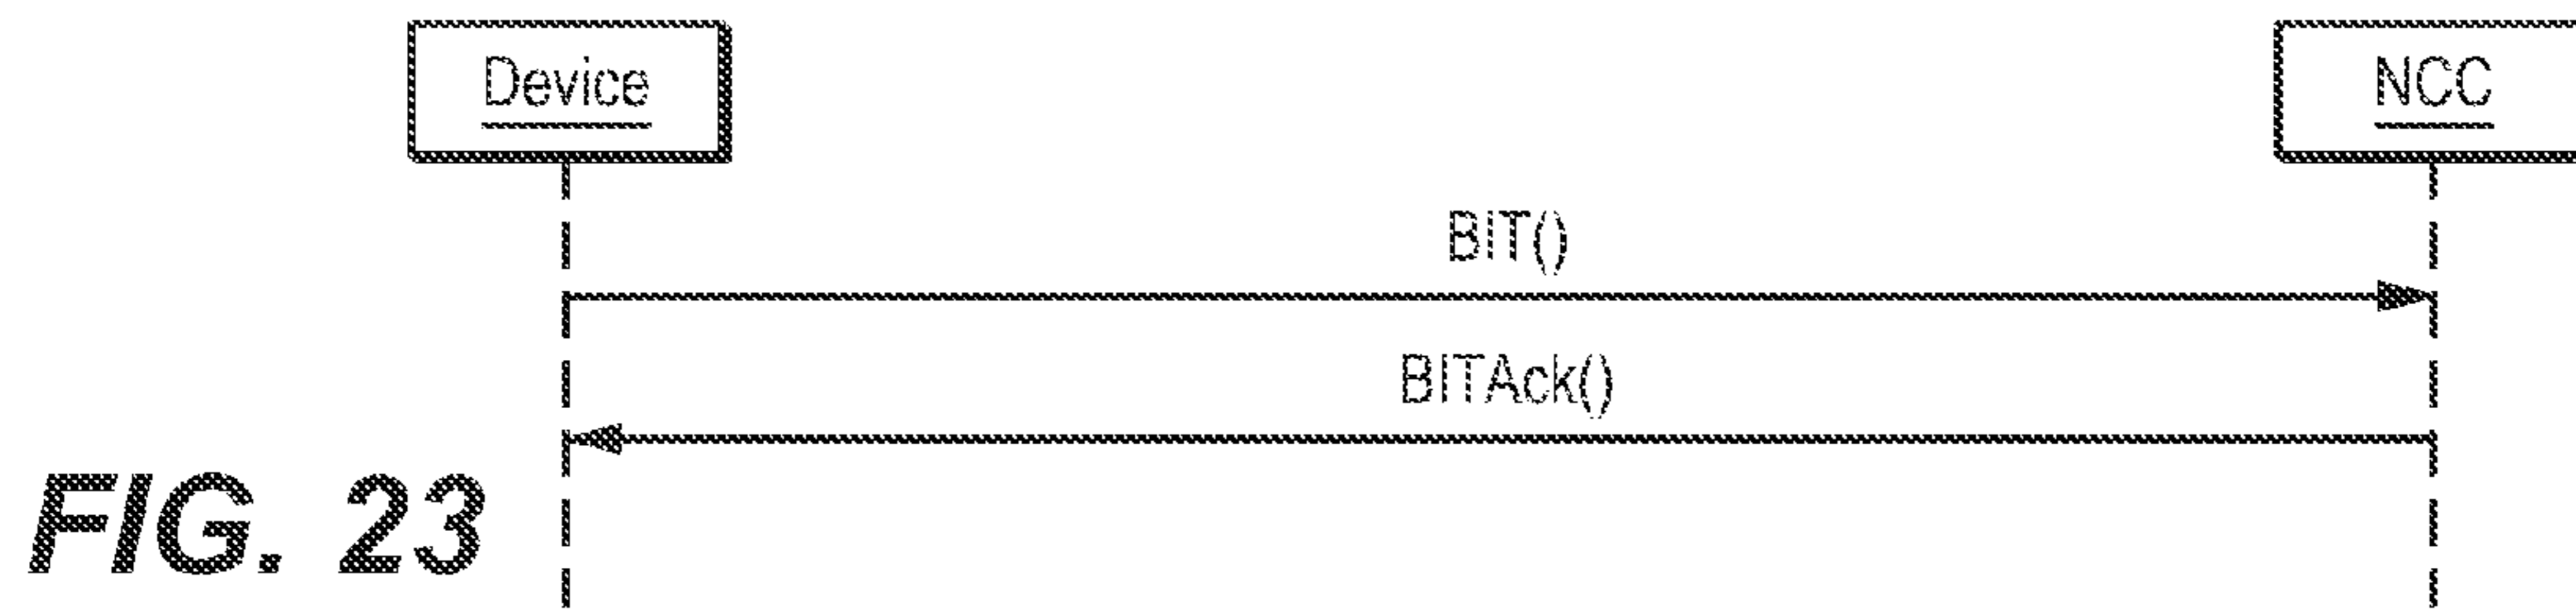 Device
NCC
BIT()
BITAck()
FIG. 23